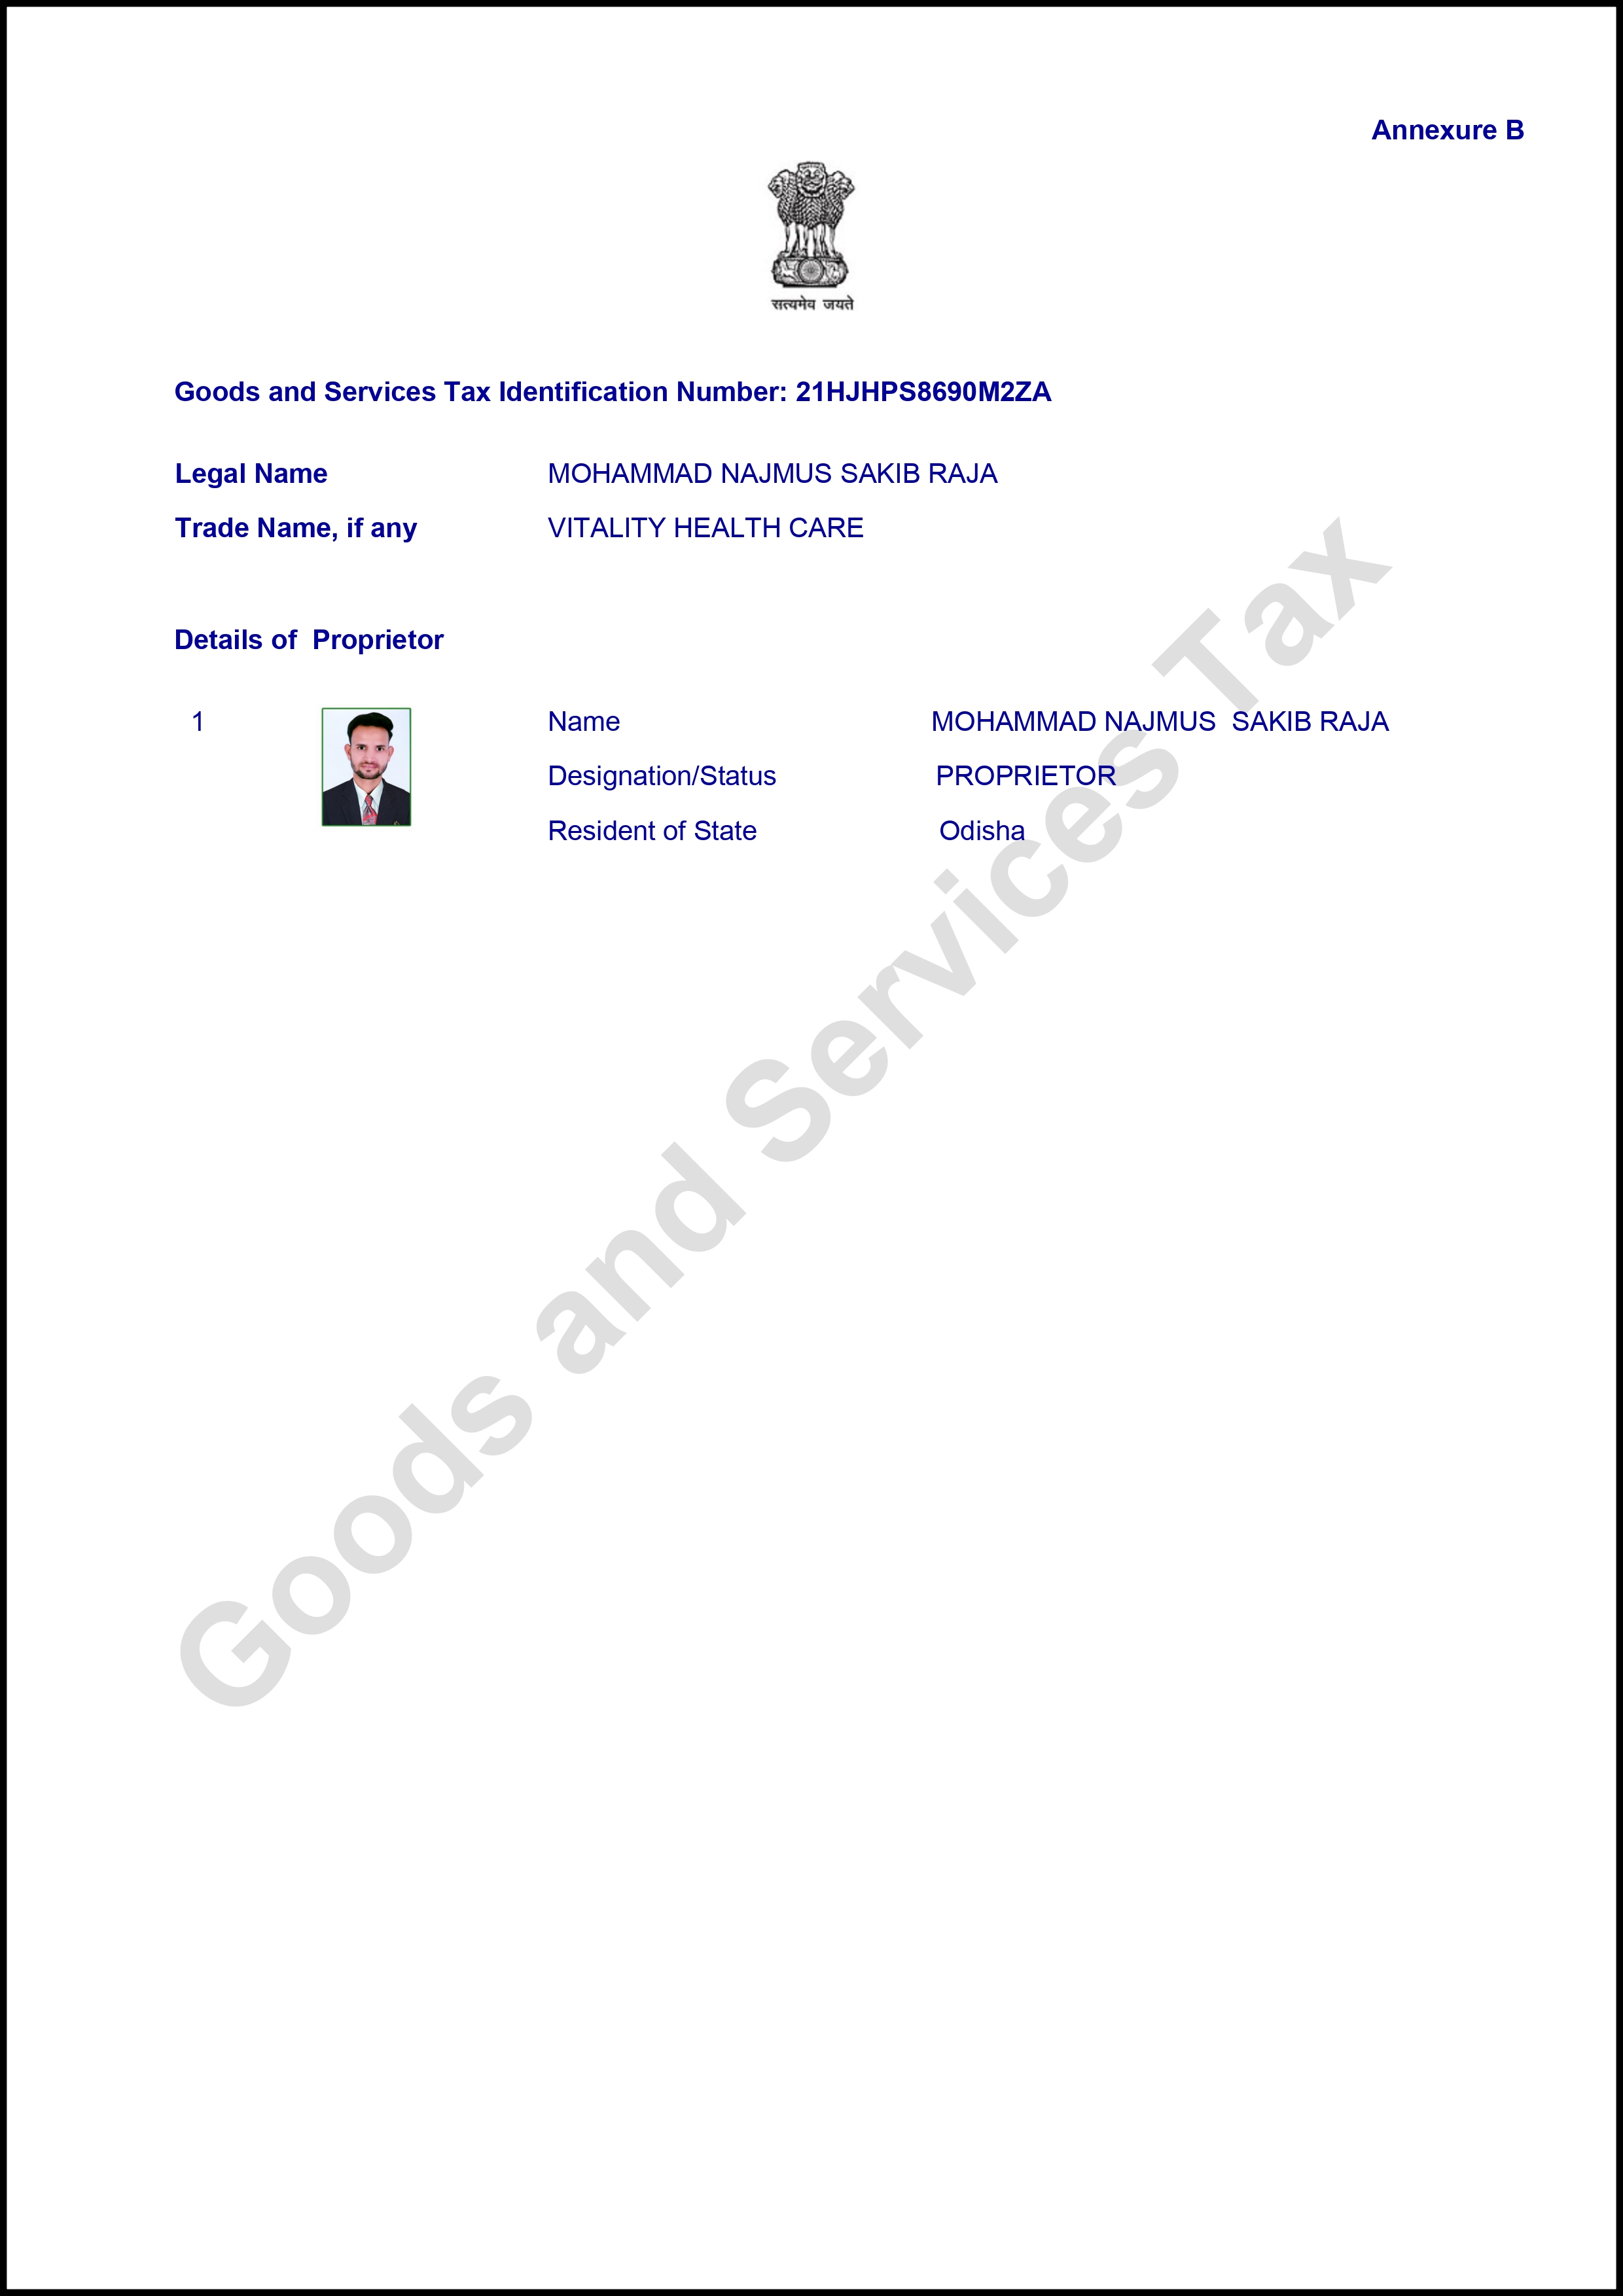 Annexure B
सत्यमेव जयते
Goods and Services Tax Identification Number: 21HJHPS8690M2ZA
Legal Name MOHAMMAD NAJMUS SAKIB RAJA
Trade Name, if any VITALITY HEALTH CARE
Details of Proprietor
1 Name MOHAMMAD NAJMUS SAKIB RAJA
Designation/Status PROPRIETOR
Resident of State Odisha
Goods and Services Tax